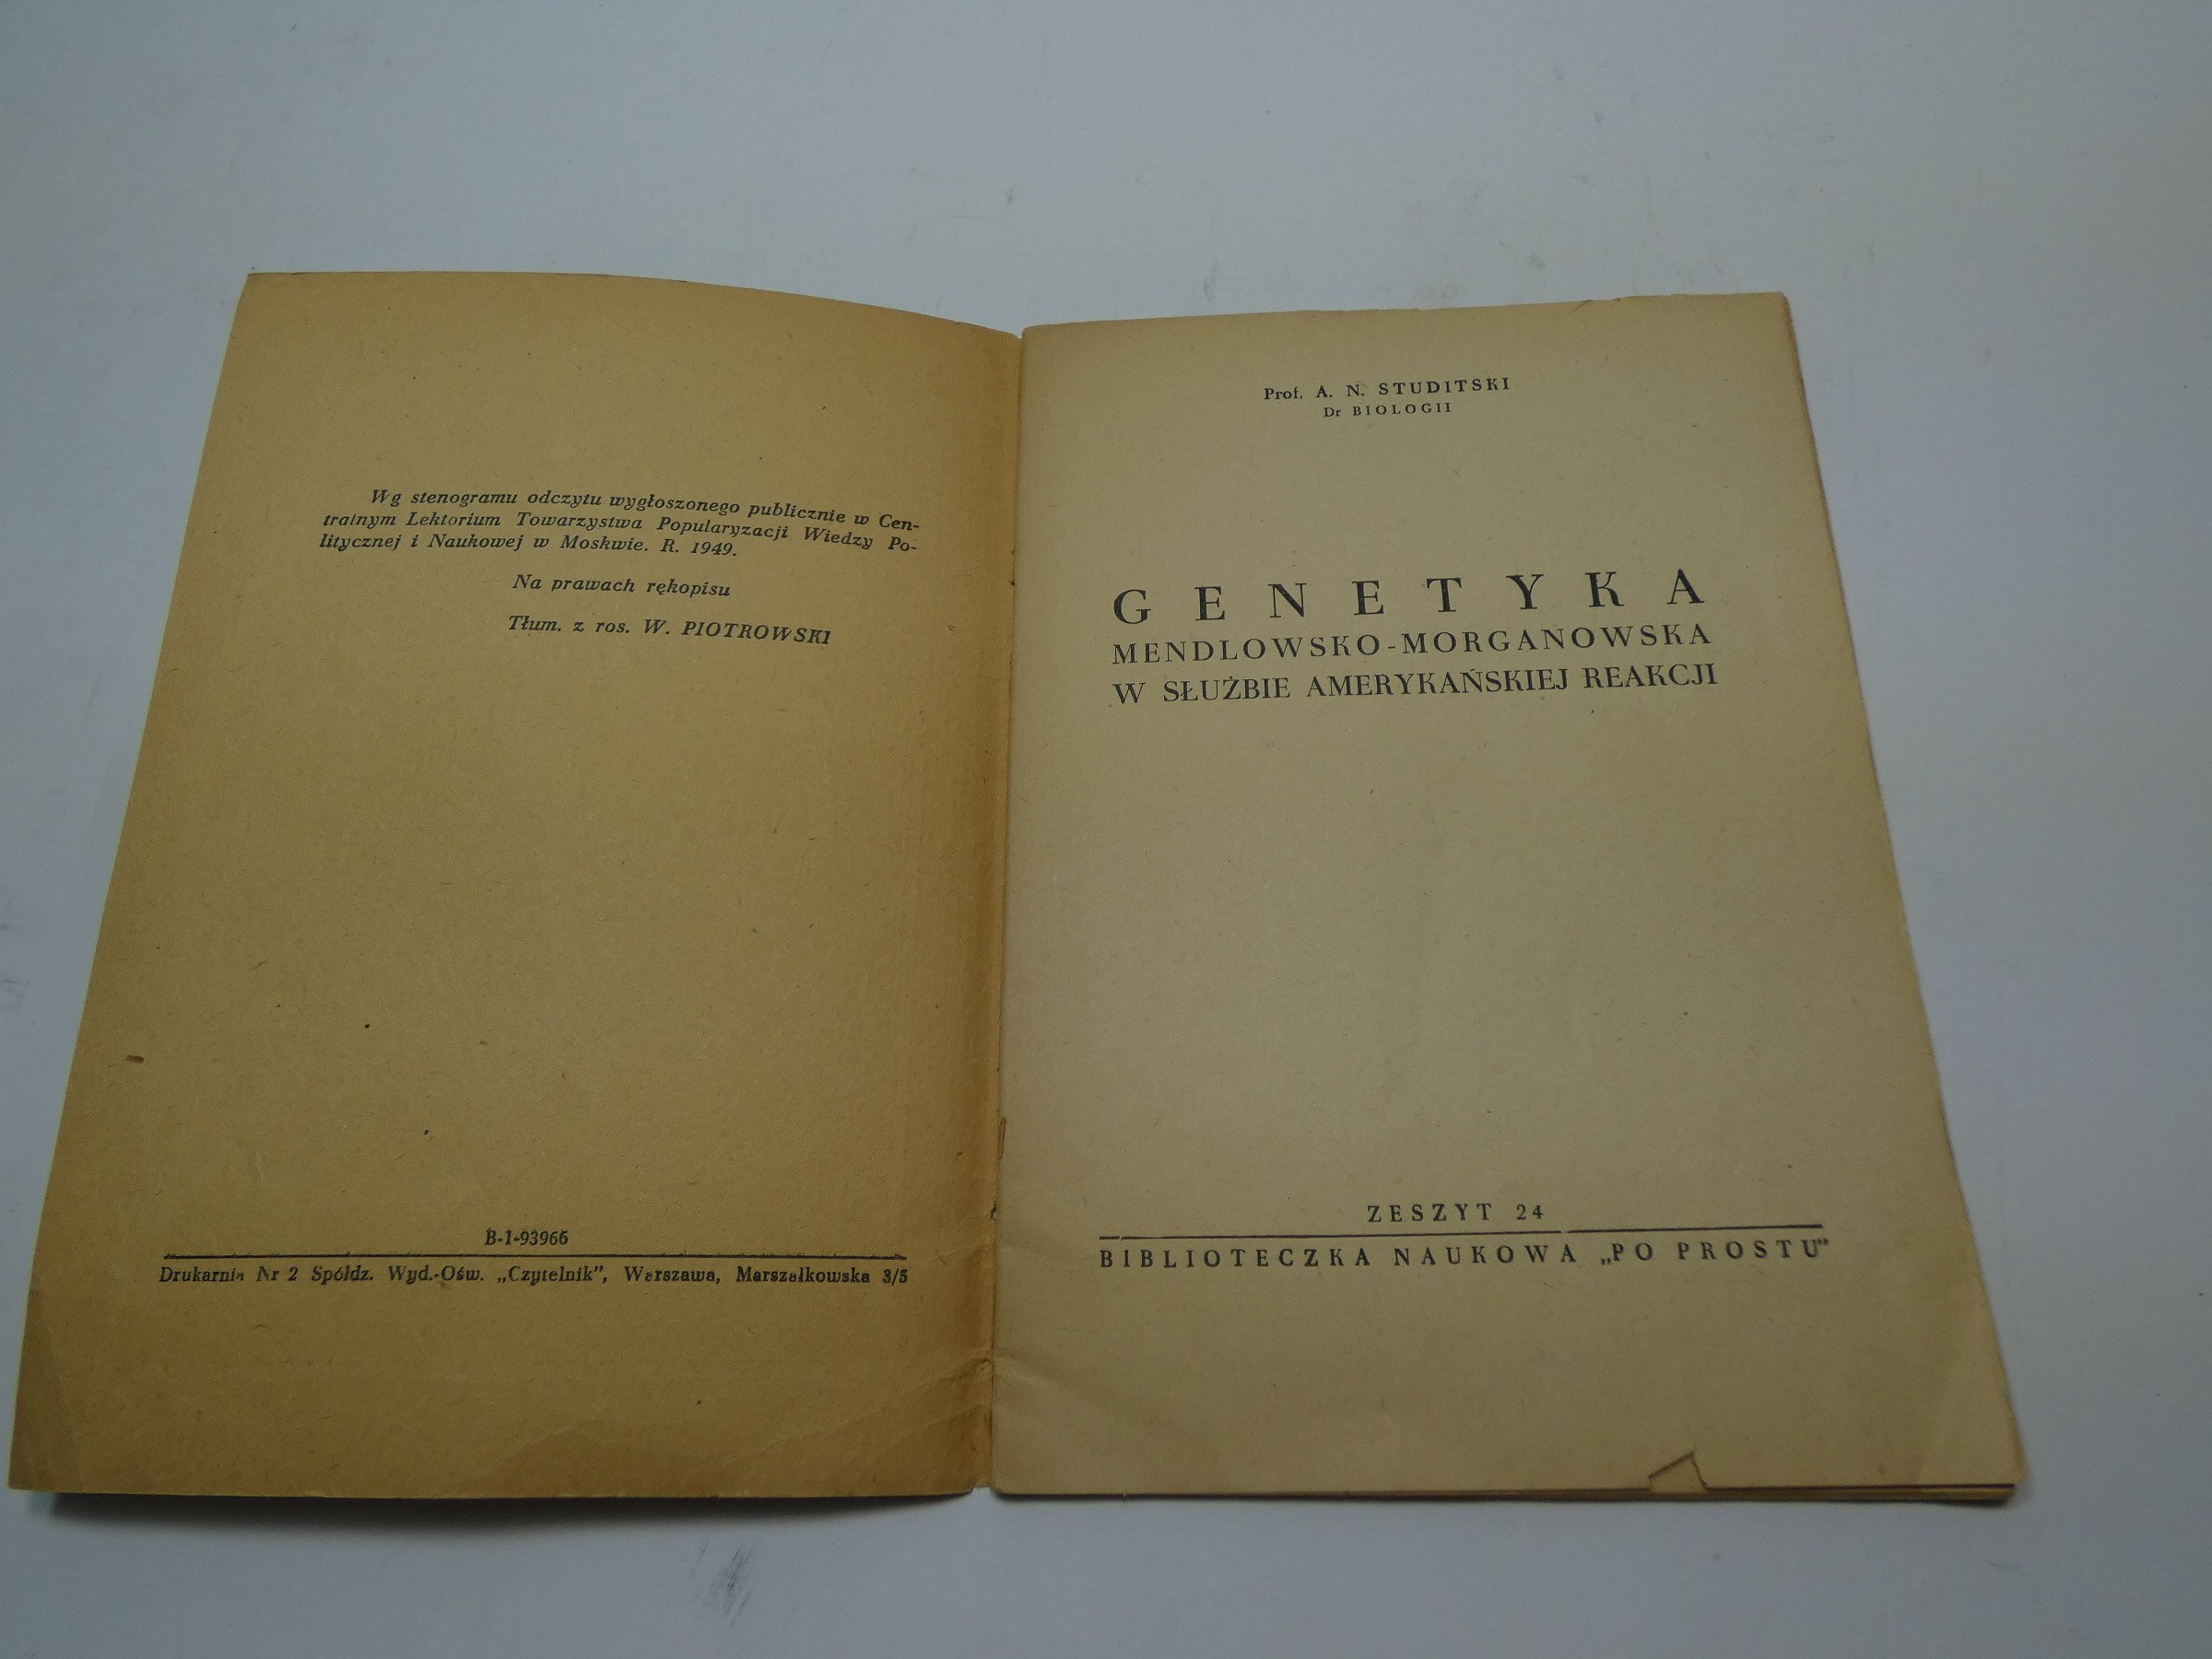 Wg stenogramu odczytu wygłoszonego publicznie w Cen-
tralnym Lektorium Towarzystwa Popularyzacji Wiedzy Po-
litycznej i Naukowej w Moskwie. R. 1949.
Na prawach rękopisu
Tłum. z ros. W. PIOTROWSKI
B-1-93966
Drukarnia Nr 2 Spółdz. Wyd.-Ośw. „Czytelnik”, Warszawa, Marszałkowska 3/5
Prof. A. N. STUDITSKI
Dr BIOLOGII
GENETYKA
MENDLOWSKO-MORGANOWSKA
W SŁUŻBIE AMERYKAŃSKIEJ REAKCJI
ZESZYT 24
BIBLIOTECZKA NAUKOWA „PO PROSTU”